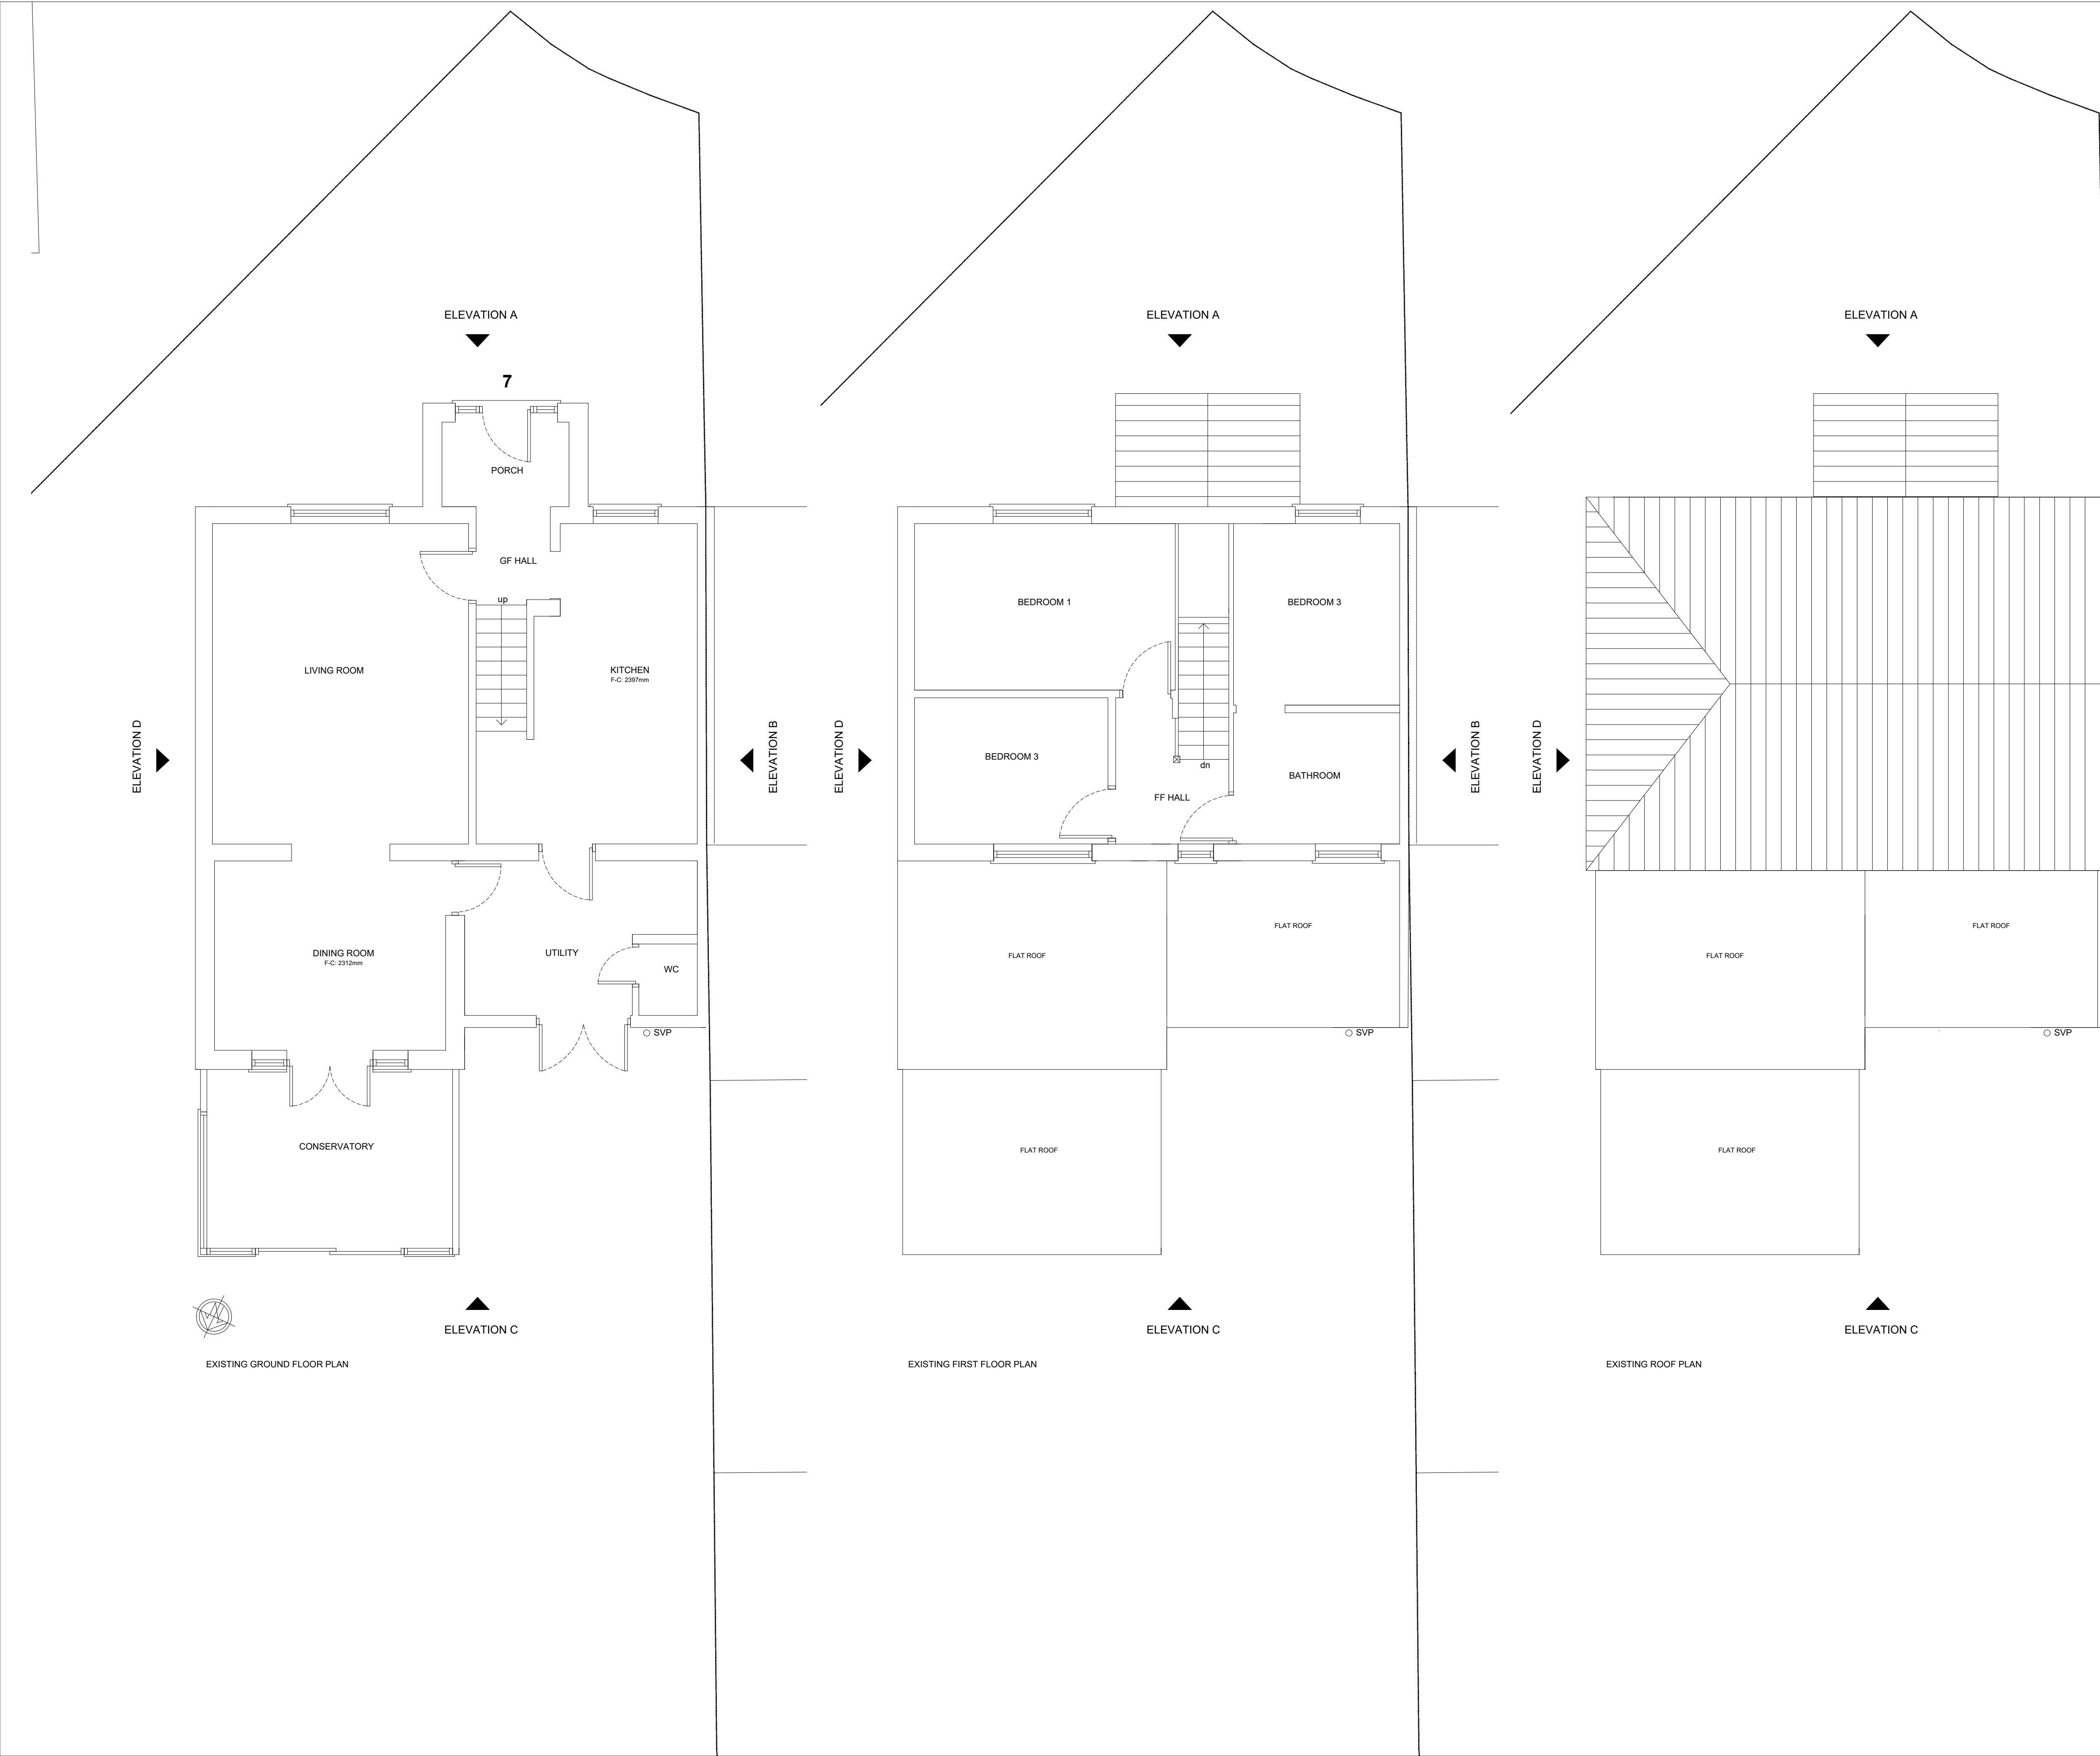 ELEVATION A
7
PORCH
GF HALL
up
LIVING ROOM
KITCHEN
F-C: 2397mm
ELEVATION D
ELEVATION B
DINING ROOM
F-C: 2312mm
UTILITY
WC
SVP
CONSERVATORY
ELEVATION C
EXISTING GROUND FLOOR PLAN
ELEVATION A
BEDROOM 1
BEDROOM 3
ELEVATION D
BEDROOM 3
dn
BATHROOM
FF HALL
ELEVATION B
FLAT ROOF
FLAT ROOF
SVP
FLAT ROOF
ELEVATION C
EXISTING FIRST FLOOR PLAN
ELEVATION A
ELEVATION D
FLAT ROOF
FLAT ROOF
SVP
FLAT ROOF
ELEVATION C
EXISTING ROOF PLAN